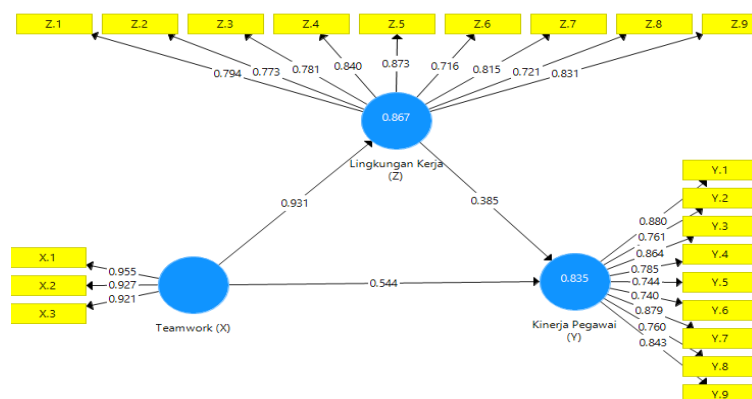 Z.1 Z.2 Z.3 Z.4 Z.5 Z.6 Z.7 Z.8 Z.9
0.794 0.773 0.781 0.840 0.873 0.716 0.815 0.721 0.831
0.867
Lingkungan Kerja
(Z)
0.931
0.385
X.1
X.2
X.3
0.955
0.927
0.921
Teamwork (X)
0.544
0.835
Kinerja Pegawai
(Y)
0.880
0.761
0.864
0.785
0.744
0.740
0.879
0.760
0.843
Y.1
Y.2
Y.3
Y.4
Y.5
Y.6
Y.7
Y.8
Y.9